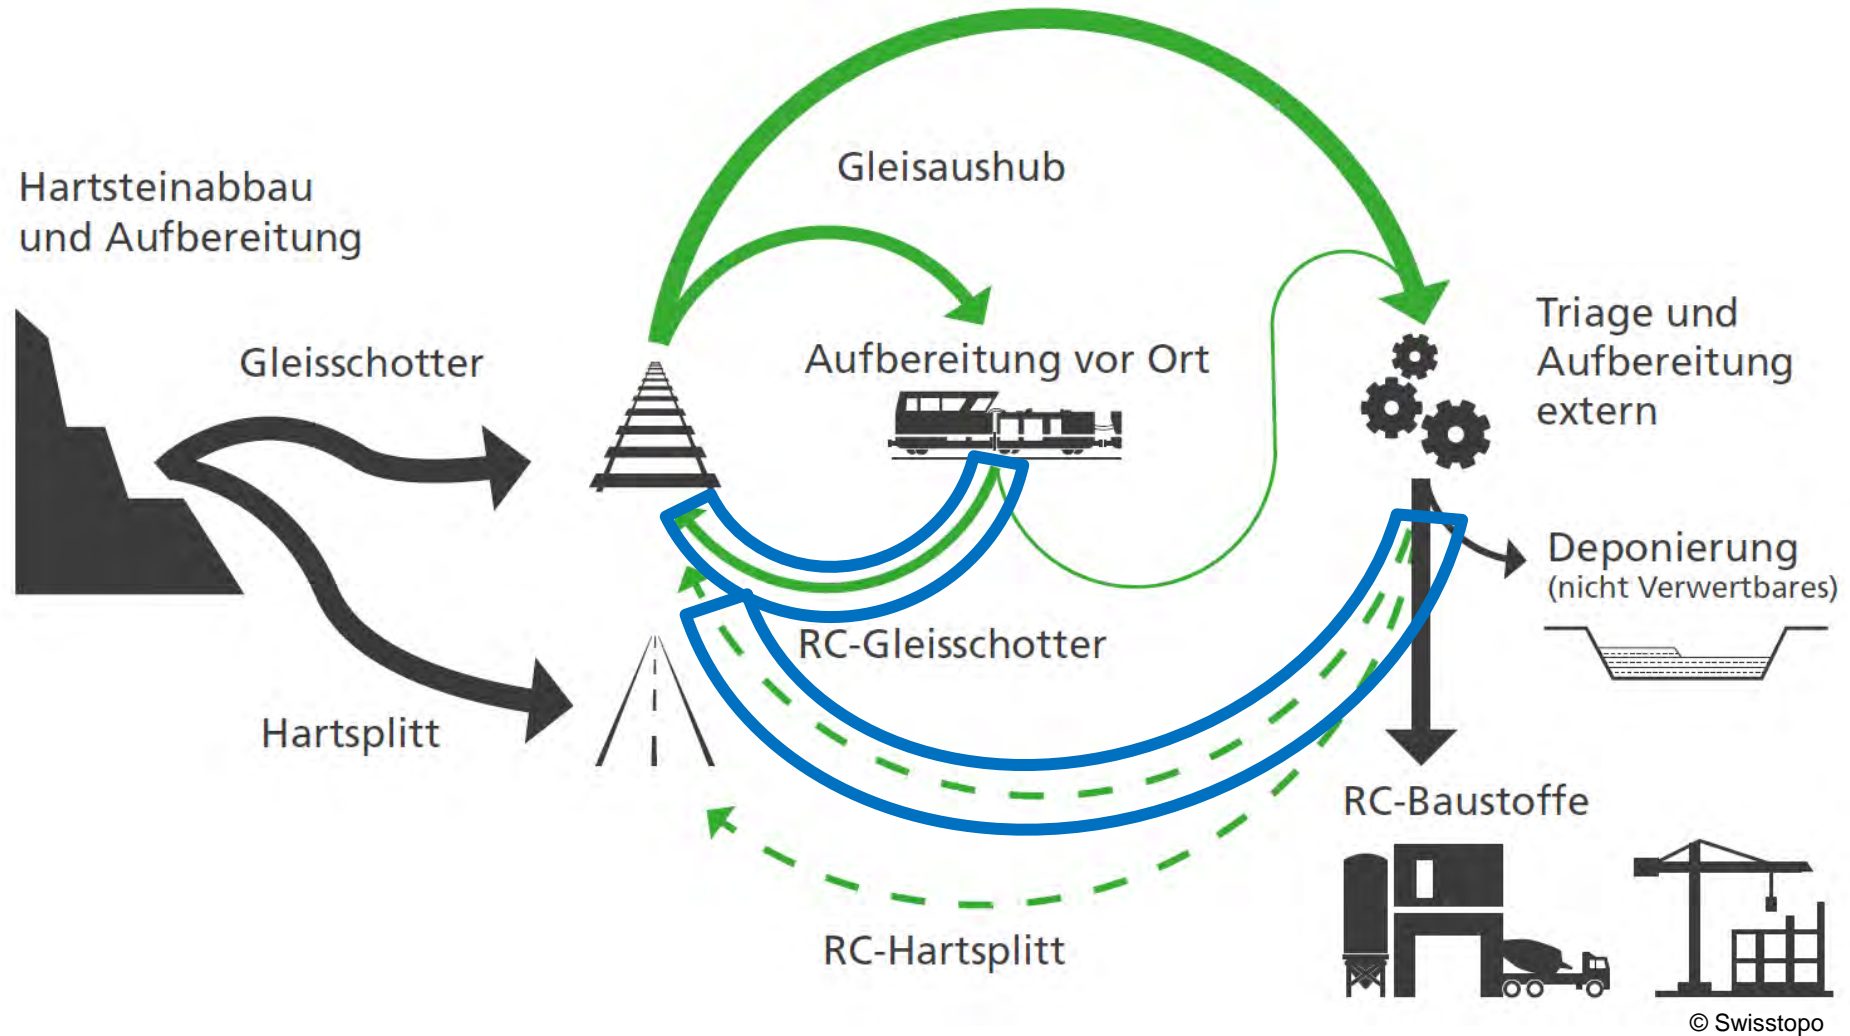 Gleisaushub
Hartsteinabbau
und Aufbereitung
Gleisschotter
Aufbereitung vor Ort
Triage und
Aufbereitung
extern
Deponierung
(nicht Verwertbares)
RC-Gleisschotter
Hartsplitt
RC-Baustoffe
RC-Hartsplitt
© Swisstopo